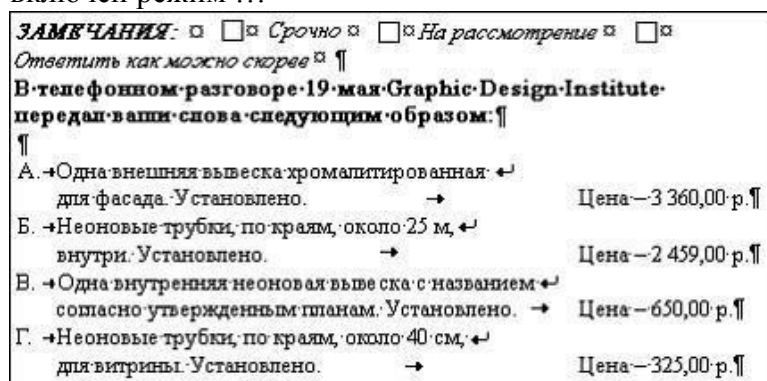 включен режим …
ЗАМЕЧАНИЯ: ¤ ☐¤ Срочно ¤ ☐¤ На рассмотрение ¤ ☐¤
Ответить как можно скорее ¤ ¶
В·телефонном·разговоре·19·мая·Graphic·Design·Institute·
передал·ваши·слова·следующим·образом:¶
¶
А.→Одна·внешняя·вывеска·хромалитированная·↵
для·фасада.·Установлено. → Цена·–·3 360,00·р.¶
Б.→Неоновые·трубки,·по·краям,·около·25·м,↵
внутри.·Установлено. → Цена·–·2 459,00·р.¶
В.→Одна·внутренняя·неоновая·вывеска·с·названием·↵
согласно·утвержденным·планам.·Установлено. → Цена·–·650,00·р.¶
Г.→Неоновые·трубки,·по·краям,·около·40·см,·↵
для·витрины.·Установлено. → Цена·–·325,00·р.¶